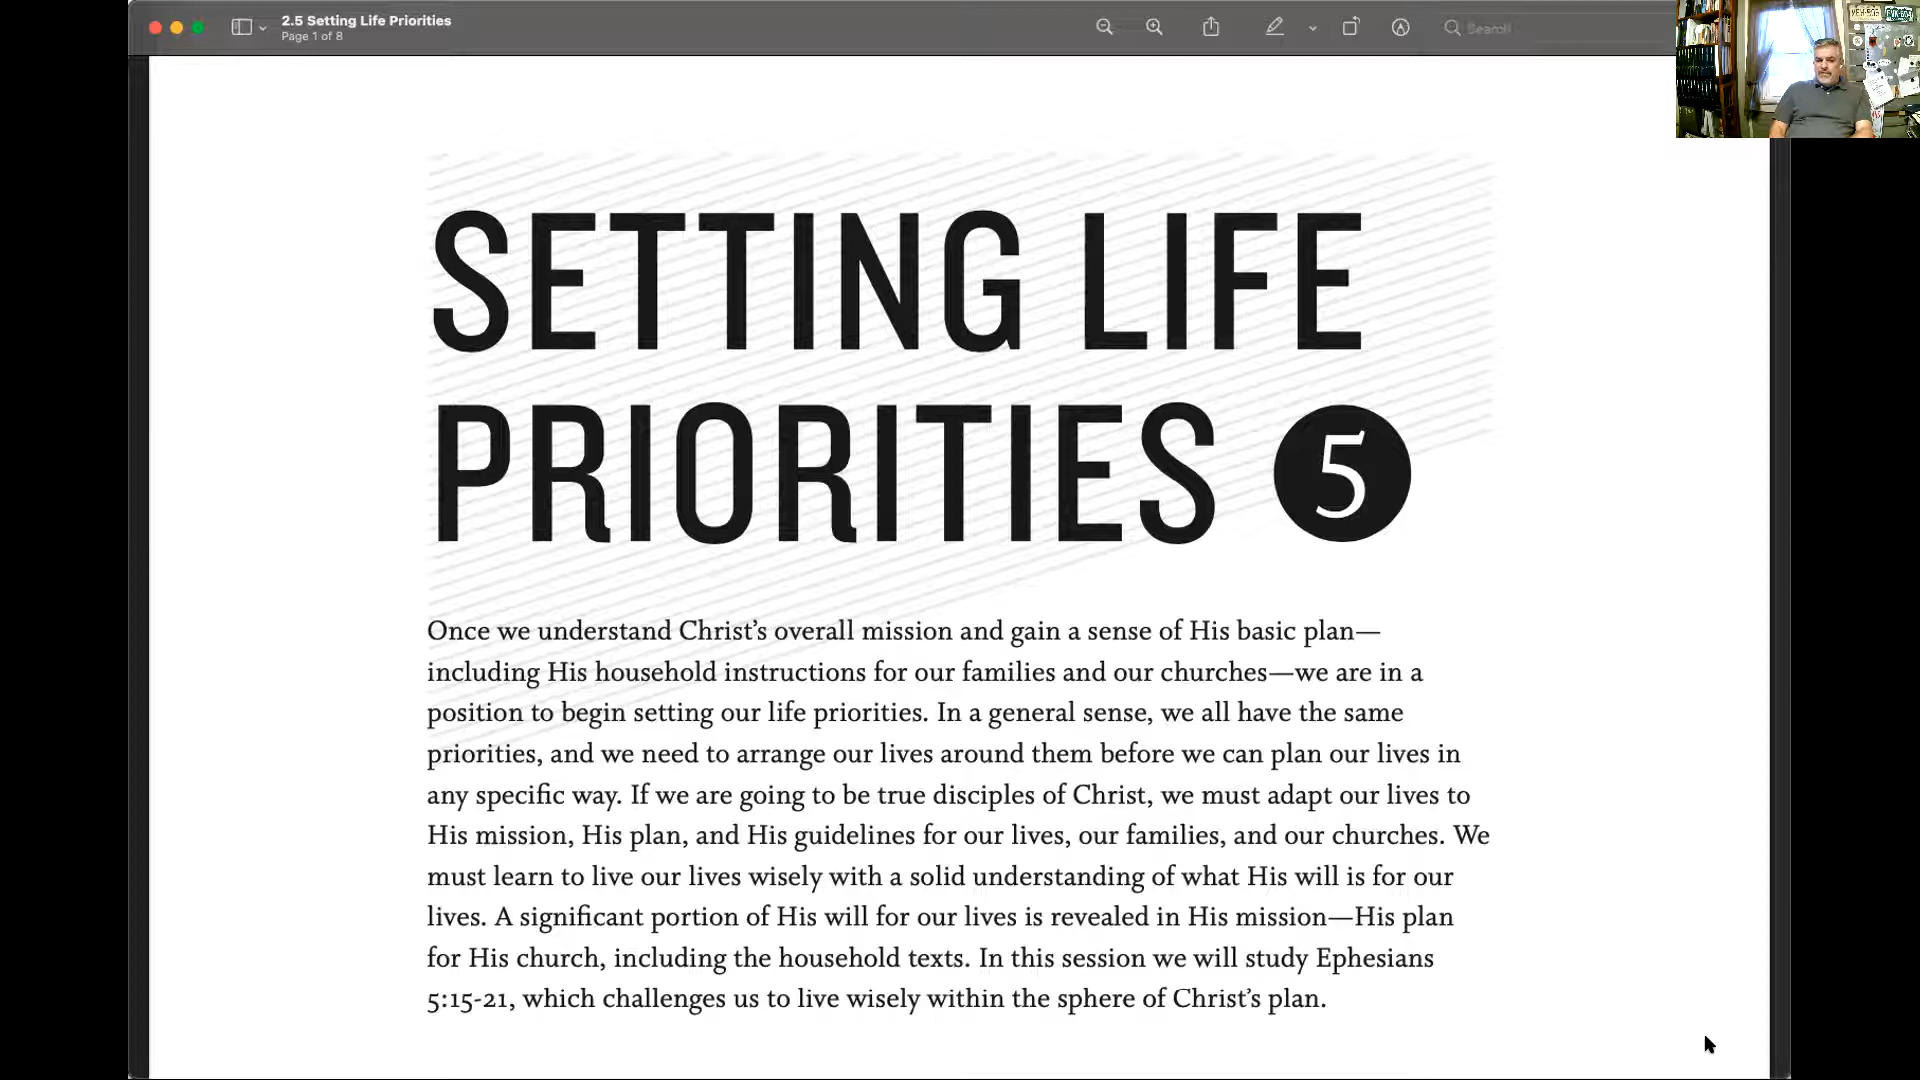 2.5 Setting Life Priorities
Page 1 of 8
Search
SETTING LIFE
PRIORITIES 5
Once we understand Christ’s overall mission and gain a sense of His basic plan—
including His household instructions for our families and our churches—we are in a
position to begin setting our life priorities. In a general sense, we all have the same
priorities, and we need to arrange our lives around them before we can plan our lives in
any specific way. If we are going to be true disciples of Christ, we must adapt our lives to
His mission, His plan, and His guidelines for our lives, our families, and our churches. We
must learn to live our lives wisely with a solid understanding of what His will is for our
lives. A significant portion of His will for our lives is revealed in His mission—His plan
for His church, including the household texts. In this session we will study Ephesians
5:15-21, which challenges us to live wisely within the sphere of Christ’s plan.